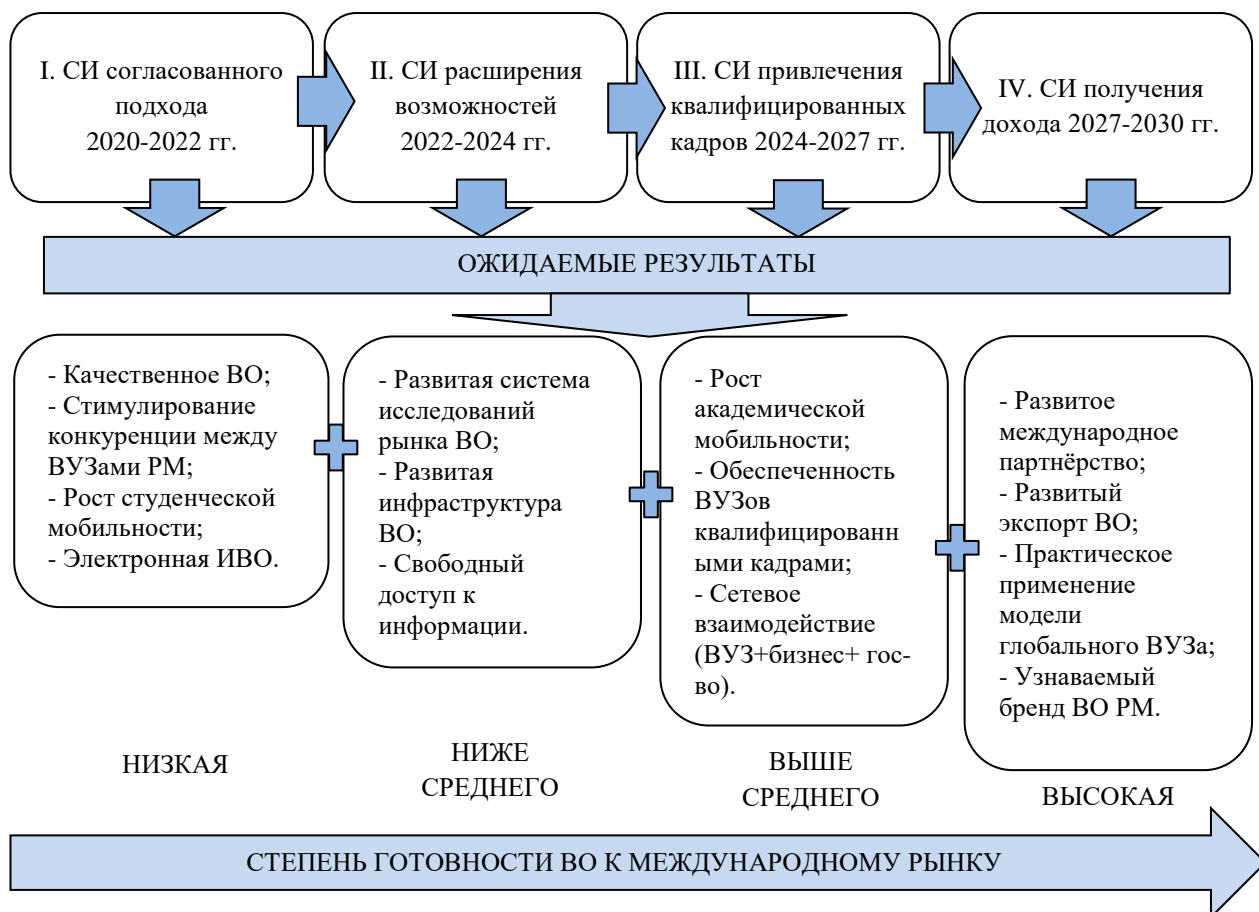 I. СИ согласованного
подхода
2020-2022 гг.
II. СИ расширения
возможностей
2022-2024 гг.
III. СИ привлечения
квалифицированных
кадров 2024-2027 гг.
IV. СИ получения
дохода 2027-2030 гг.
ОЖИДАЕМЫЕ РЕЗУЛЬТАТЫ
- Качественное ВО;
- Стимулирование
конкуренции между
ВУЗами РМ;
- Рост студенческой
мобильности;
- Электронная ИВО.
- Развитая система
исследований
рынка ВО;
- Развитая
инфраструктура
ВО;
- Свободный
доступ к
информации.
- Рост
академической
мобильности;
- Обеспеченность
ВУЗов
квалифицированн
ыми кадрами;
- Сетевое
взаимодействие
(ВУЗ+бизнес+ гос-
во).
- Развитое
международное
партнёрство;
- Развитый
экспорт ВО;
- Практическое
применение
модели
глобального ВУЗа;
- Узнаваемый
бренд ВО РМ.
НИЗКАЯ
НИЖЕ
СРЕДНЕГО
ВЫШЕ
СРЕДНЕГО
ВЫСОКАЯ
СТЕПЕНЬ ГОТОВНОСТИ ВО К МЕЖДУНАРОДНОМУ РЫНКУ